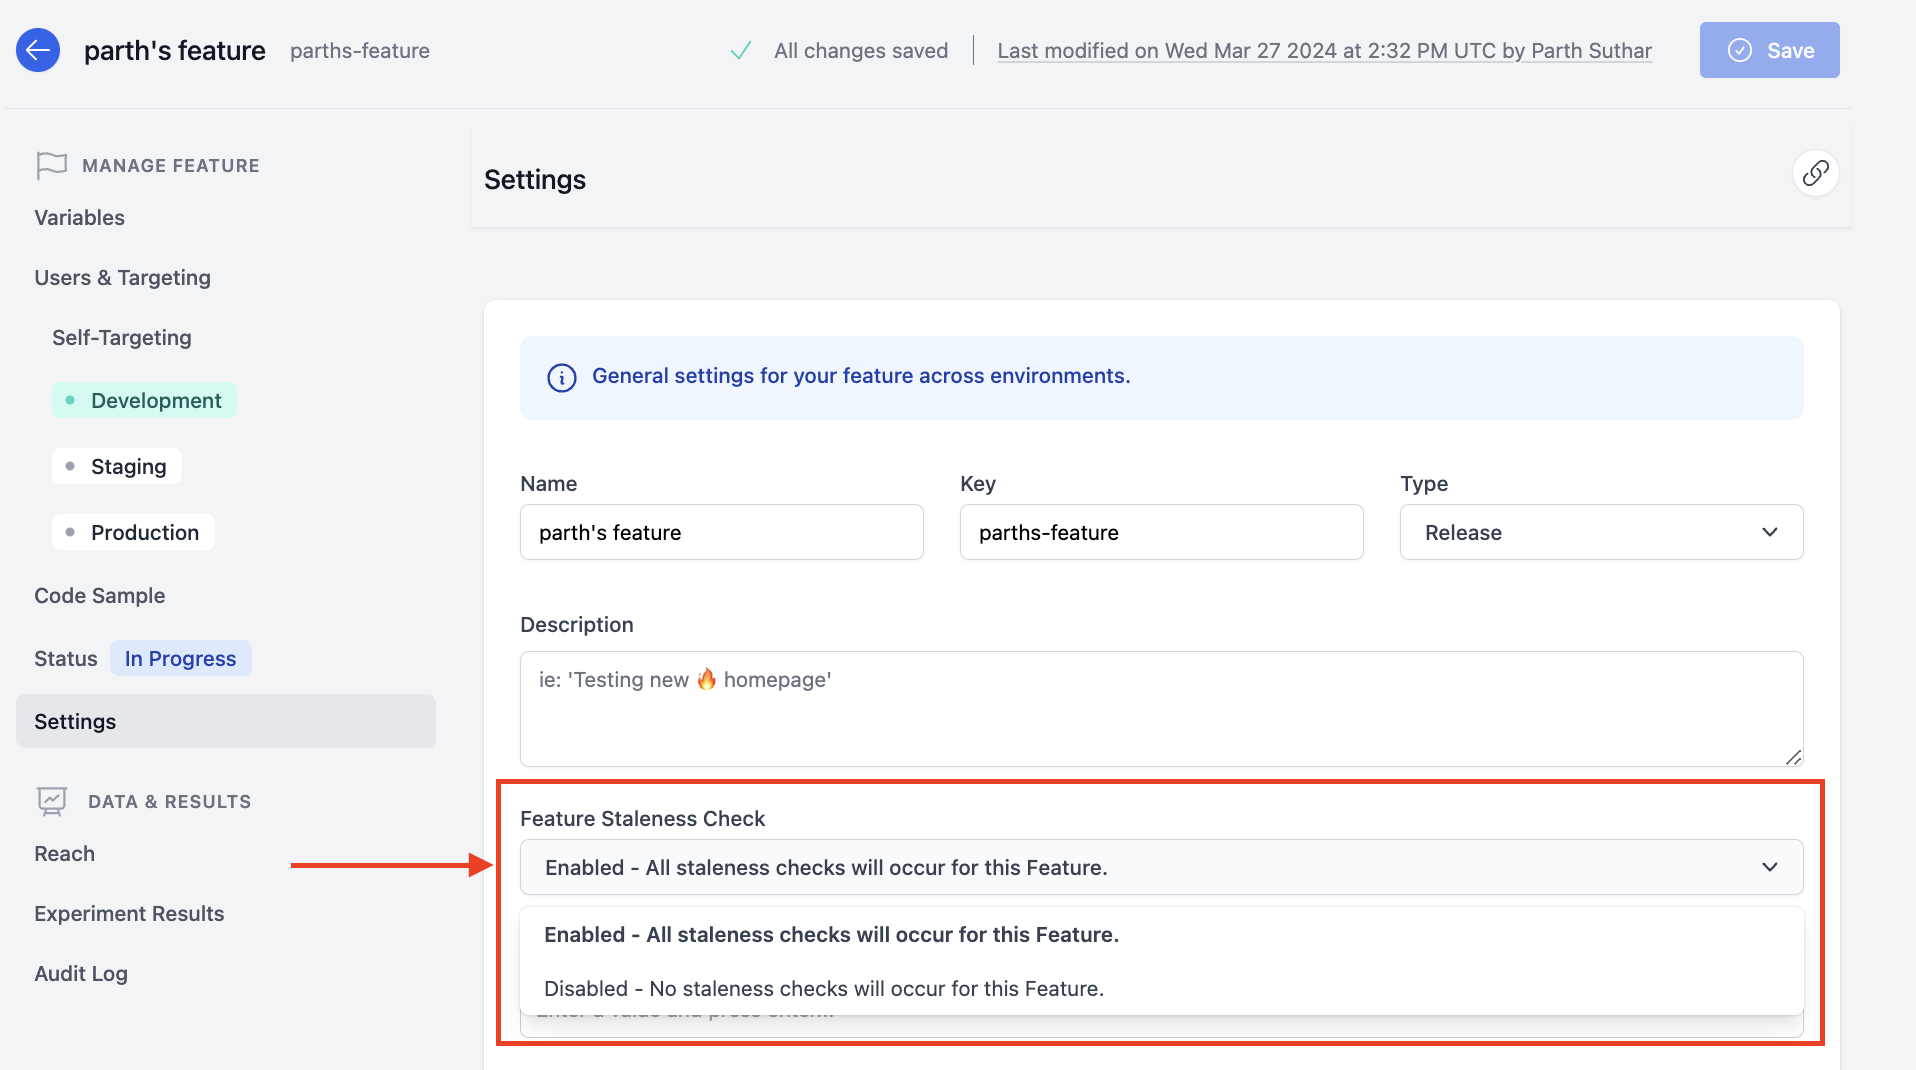 parth's feature parths-feature All changes saved Last modified on Wed Mar 27 2024 at 2:32 PM UTC by Parth Suthar Save
MANAGE FEATURE
Variables
Users & Targeting
Self-Targeting
Development
Staging
Production
Code Sample
Status In Progress
Settings
DATA & RESULTS
Reach
Experiment Results
Audit Log
Settings
General settings for your feature across environments.
Name Key Type
parth's feature parths-feature Release
Description
ie: 'Testing new 🔥 homepage'
Feature Staleness Check
Enabled - All staleness checks will occur for this Feature.
Enabled - All staleness checks will occur for this Feature.
Disabled - No staleness checks will occur for this Feature.